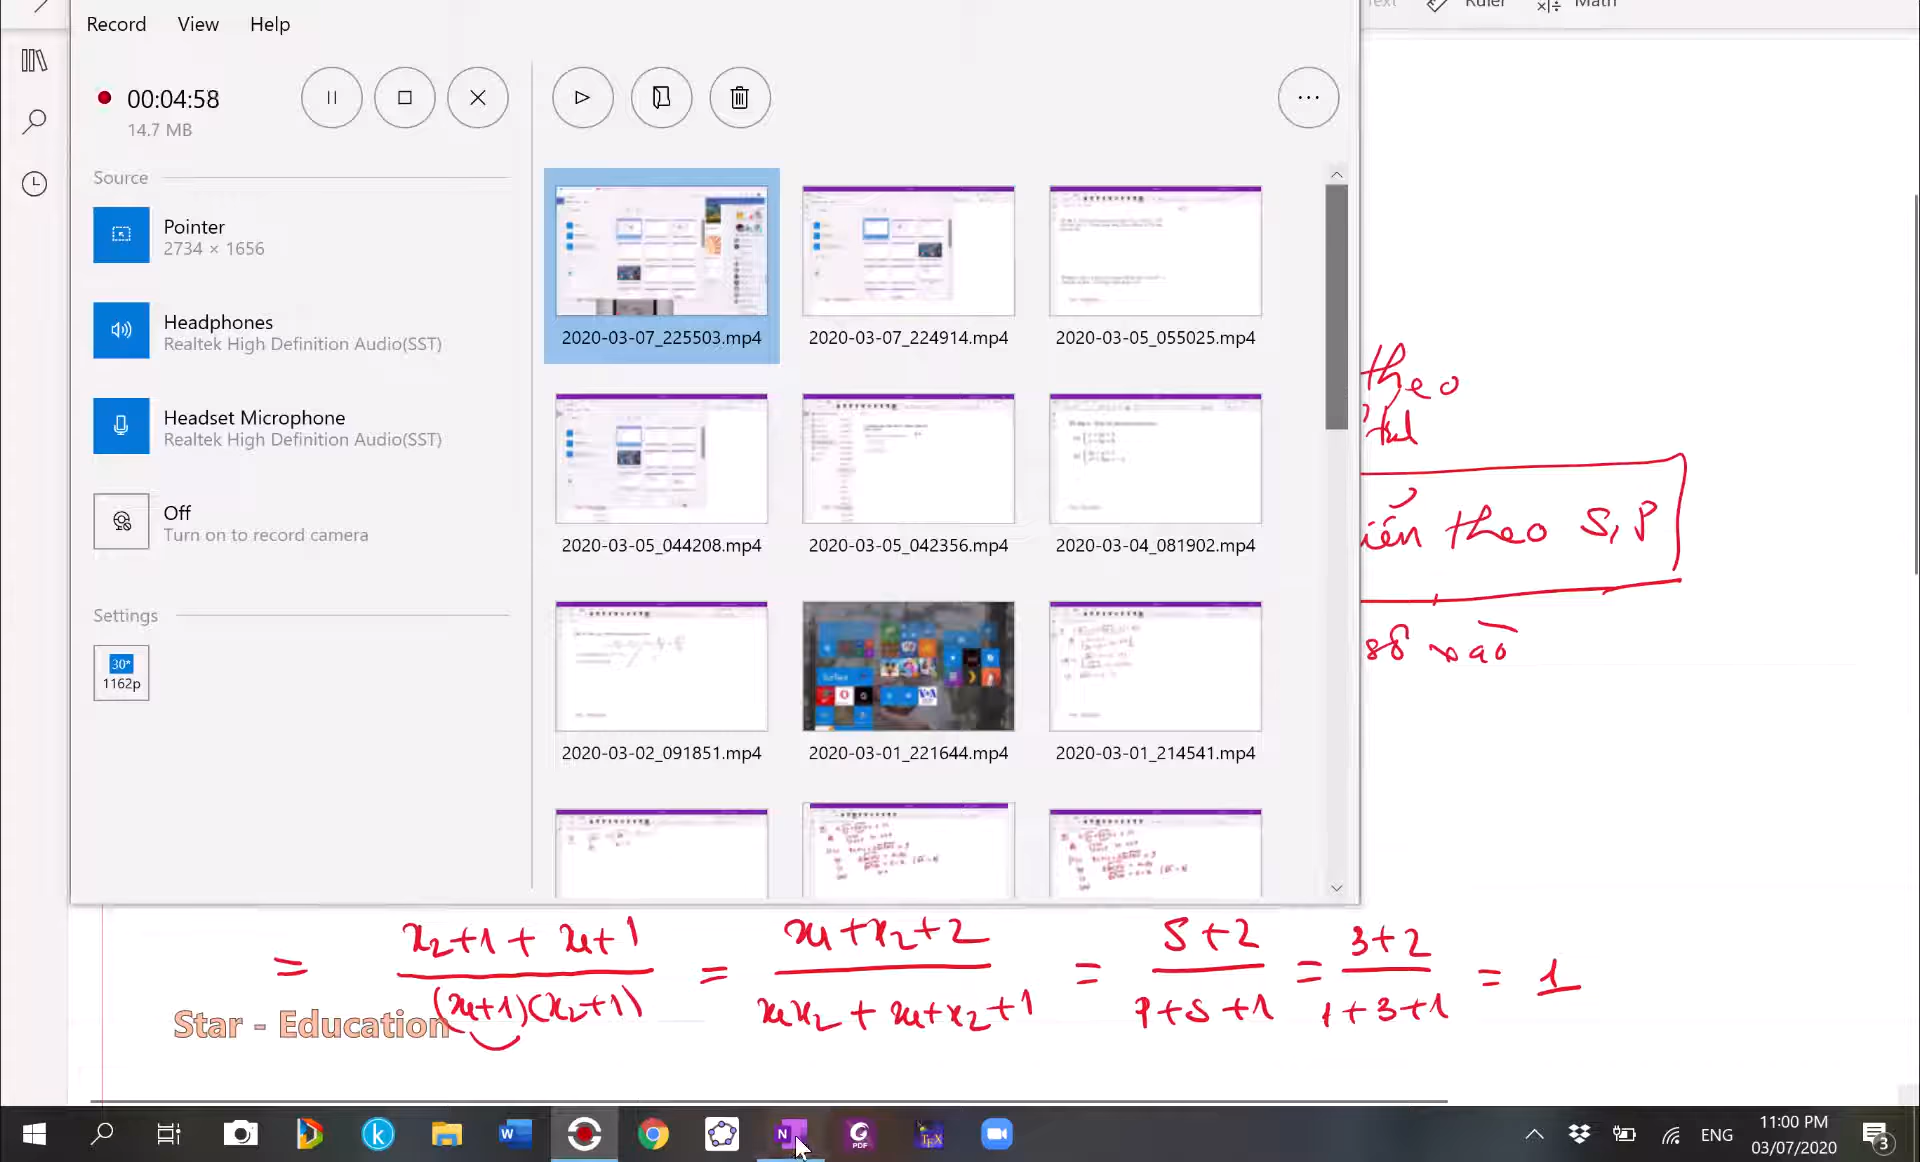 Text Ruler Math
Record View Help
00:04:58
14.7 MB
Source
Pointer
2734 × 1656
Headphones
Realtek High Definition Audio(SST)
Headset Microphone
Realtek High Definition Audio(SST)
Off
Turn on to record camera
Settings
30*
1162p
2020-03-07_225503.mp4 2020-03-07_224914.mp4 2020-03-05_055025.mp4
2020-03-05_044208.mp4 2020-03-05_042356.mp4 2020-03-04_081902.mp4
2020-03-02_091851.mp4 2020-03-01_221644.mp4 2020-03-01_214541.mp4
theo
theo S, P
số vào
= (x₂+1 + x₁+1)/((x₁+1)(x₂+1)) = (x₁+x₂+2)/(x₁x₂ + x₁+x₂+1) = (S+2)/(P+S+1) = (3+2)/(1+3+1) = 1
Star - Education
ENG
11:00 PM
03/07/2020
3